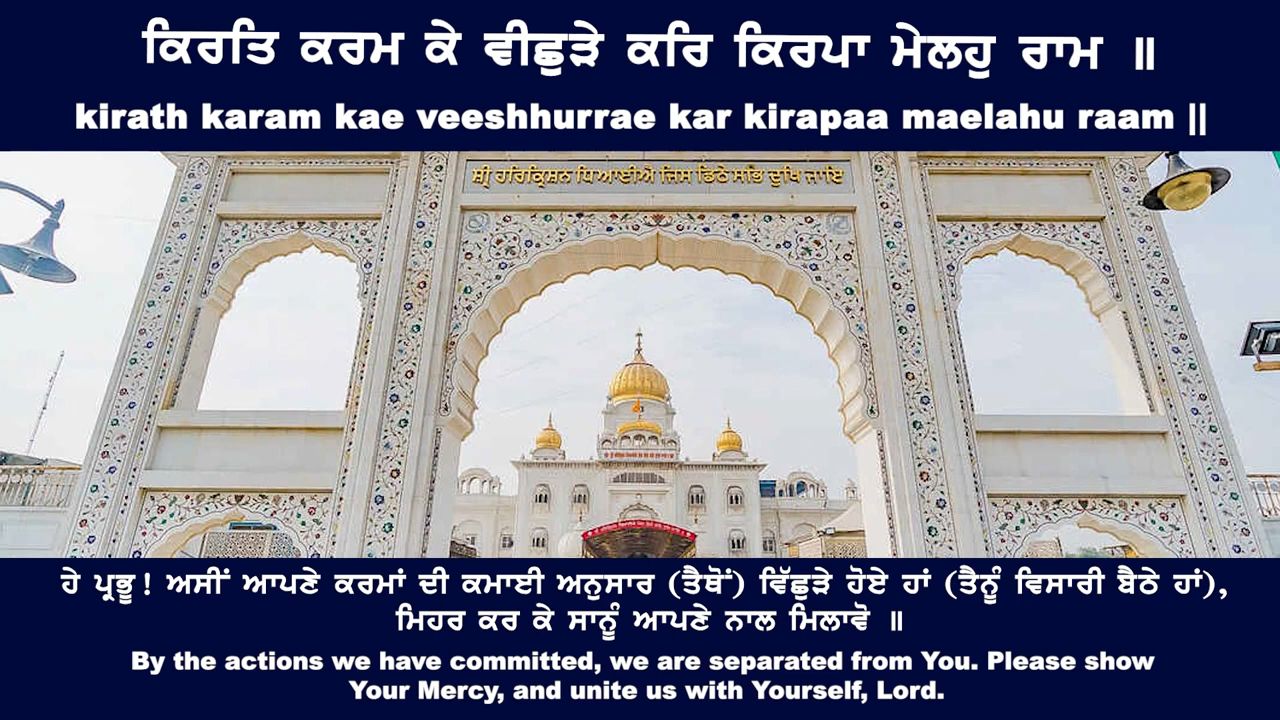 ਕਿਰਤਿ ਕਰਮ ਕੇ ਵੀਛੁੜੇ ਕਰਿ ਕਿਰਪਾ ਮੇਲਹੁ ਰਾਮ ॥
kirath karam kae veeshhurrae kar kirapaa maelahu raam ||
ਸ਼੍ਰੀ ਹਰਿਕ੍ਰਿਸ਼ਨ ਧਿਆਈਐ ਜਿਸ ਡਿਠੇ ਸਭਿ ਦੁਖਿ ਜਾਇ
ਹੇ ਪ੍ਰਭੂ! ਅਸੀਂ ਆਪਣੇ ਕਰਮਾਂ ਦੀ ਕਮਾਈ ਅਨੁਸਾਰ (ਤੈਥੋਂ) ਵਿੱਛੁੜੇ ਹੋਏ ਹਾਂ (ਤੈਨੂੰ ਵਿਸਾਰੀ ਬੈਠੇ ਹਾਂ),
ਮਿਹਰ ਕਰ ਕੇ ਸਾਨੂੰ ਆਪਣੇ ਨਾਲ ਮਿਲਾਵੋ ॥
By the actions we have committed, we are separated from You. Please show
Your Mercy, and unite us with Yourself, Lord.